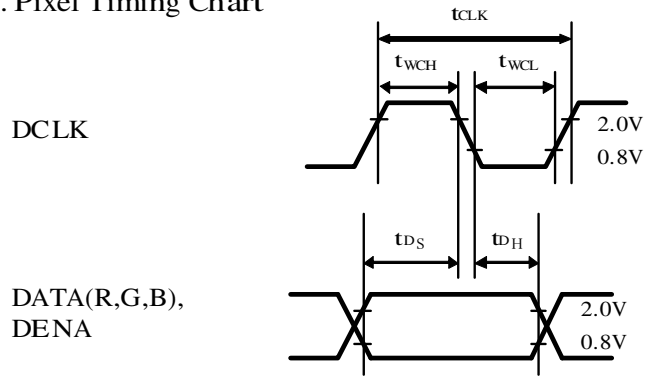 . Pixel Timing Chart
tCLK
tWCH
tWCL
DCLK
2.0V
0.8V
tDS
tDH
DATA(R,G,B),
DENA
2.0V
0.8V